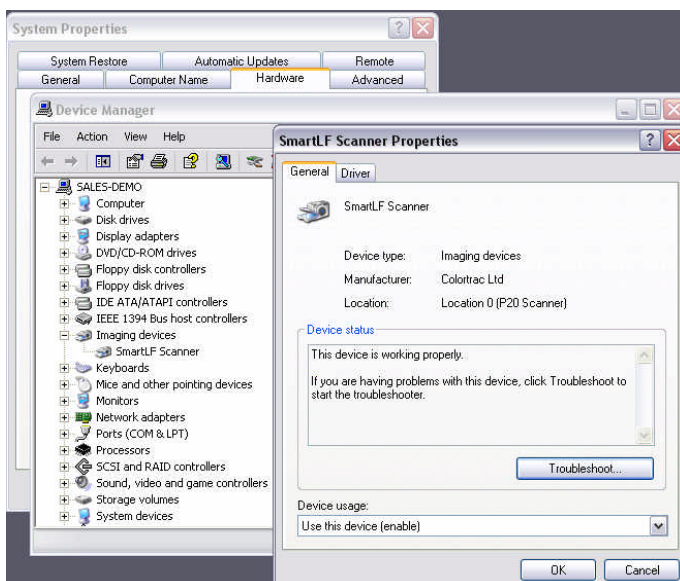 System Properties
System Restore Automatic Updates Remote
General Computer Name Hardware Advanced
Device Manager
File Action View Help
SALES-DEMO
Computer
Disk drives
Display adapters
DVD/CD-ROM drives
Floppy disk controllers
Floppy disk drives
IDE ATA/ATAPI controllers
IEEE 1394 Bus host controllers
Imaging devices
SmartLF Scanner
Keyboards
Mice and other pointing devices
Monitors
Network adapters
Ports (COM & LPT)
Processors
SCSI and RAID controllers
Sound, video and game controllers
Storage volumes
System devices
SmartLF Scanner Properties
General Driver
SmartLF Scanner
Device type: Imaging devices
Manufacturer: Colortrac Ltd
Location: Location 0 (P20 Scanner)
Device status
This device is working properly.
If you are having problems with this device, click Troubleshoot to
start the troubleshooter.
Troubleshoot...
Device usage:
Use this device (enable)
OK Cancel